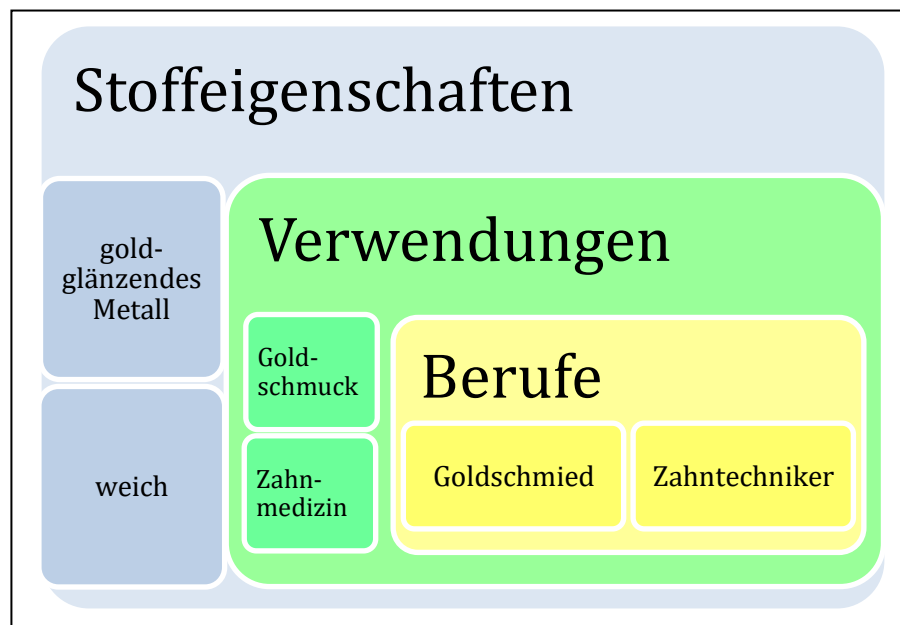 Stoffeigenschaften
gold-
glänzendes
Metall
weich
Verwendungen
Gold-
schmuck
Zahn-
medizin
Berufe
Goldschmied
Zahntechniker